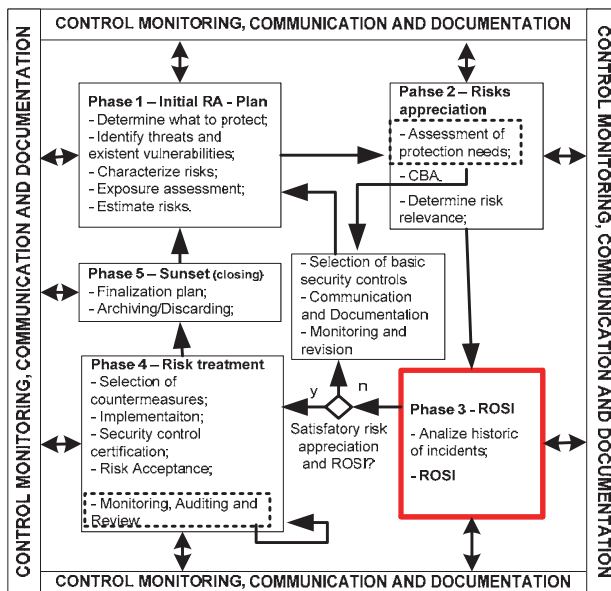 CONTROL MONITORING, COMMUNICATION AND DOCUMENTATION
CONTROL MONITORING, COMMUNICATION AND DOCUMENTATION
Phase 1 – Initial RA - Plan
- Determine what to protect;
- Identify threats and
existent vulnerabilities;
- Characterize risks;
- Exposure assessment;
- Estimate risks.
Pahse 2 – Risks
appreciation
- Assessment of
protection needs;
- CBA.
- Determine risk
relevance;
- Selection of basic
security controls
- Communication
and Documentation
- Monitoring and
revision
Phase 5 – Sunset (closing)
- Finalization plan;
- Archiving/Discarding;
Phase 4 – Risk treatment
- Selection of
countermeasures;
- Implementaiton;
- Security control
certification;
- Risk Acceptance;
- Monitoring, Auditing and
Review
y
n
Satisfatory risk
appreciation
and ROSI?
Phase 3 - ROSI
- Analize historic
of incidents;
- ROSI
CONTROL MONITORING, COMMUNICATION AND DOCUMENTATION
CONTROL MONITORING, COMMUNICATION AND DOCUMENTATION